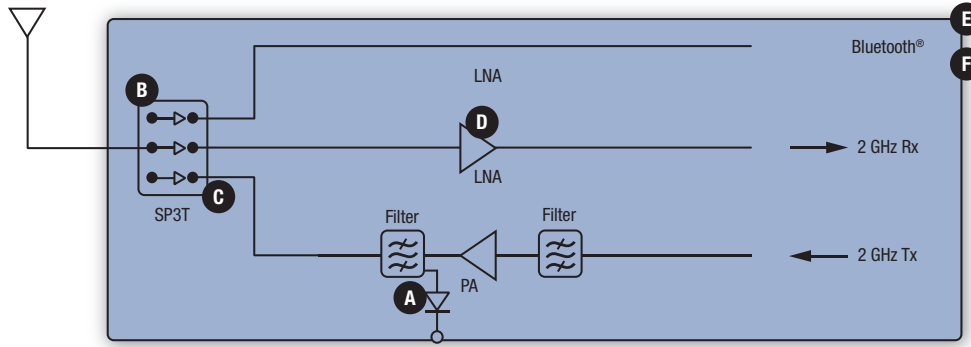 E
Bluetooth®
F
LNA
B
D
2 GHz Rx
LNA
C
SP3T
Filter
Filter
2 GHz Tx
PA
A